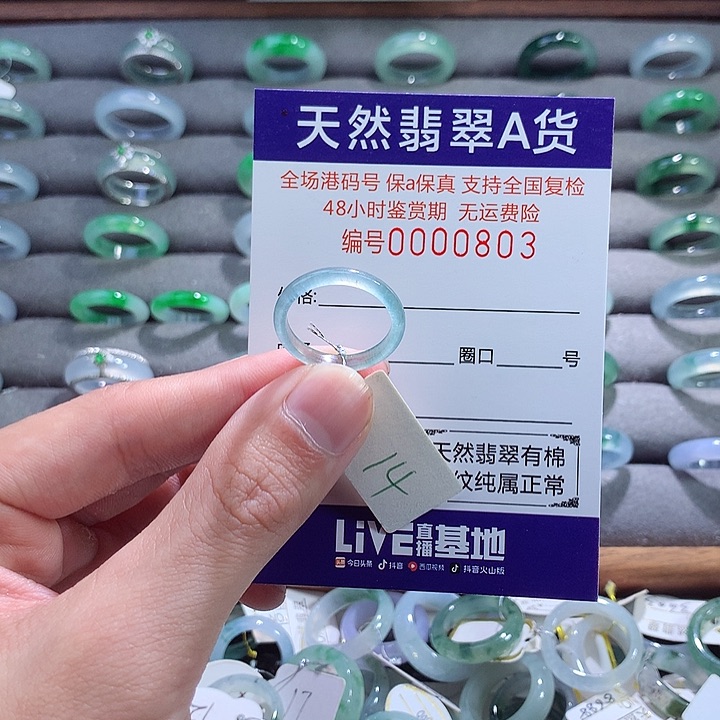 天然翡翠A货
全场港码号 保a保真 支持全国复检
48小时鉴赏期 无运费险
编号0000803
格:
圈口 号
天然翡翠有棉
纹纯属正常
14
LiVE直播基地
今日头条 抖音 西瓜视频 抖音火山版
17